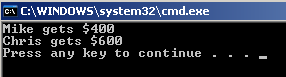 C:\WINDOWS\system32\cmd.exe
Mike gets $400
Chris gets $600
Press any key to continue . . .